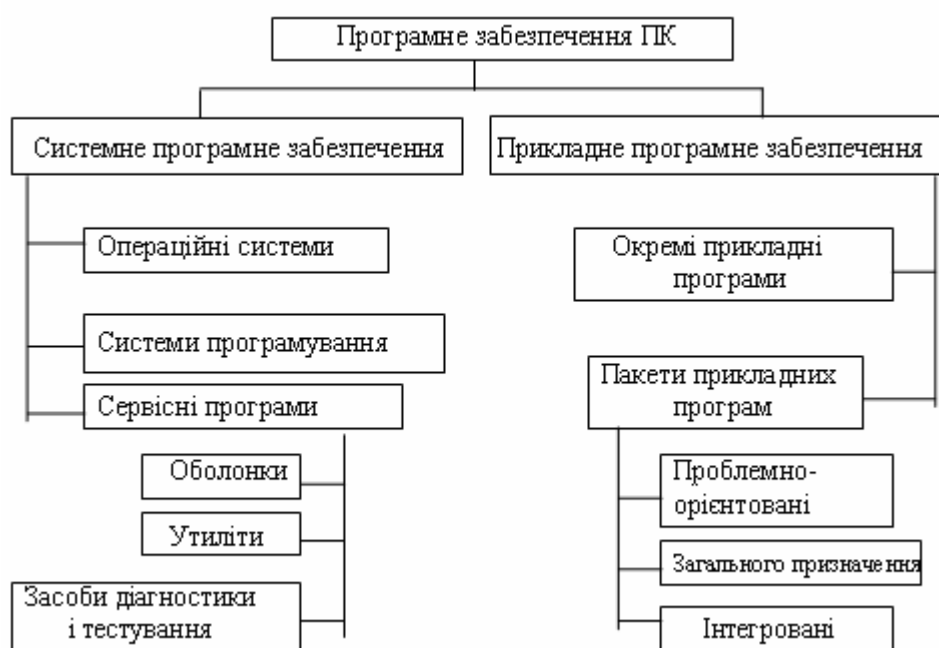 Програмне забезпечення ПК
Системне програмне забезпечення
Прикладне програмне забезпечення
Операційні системи
Окремі прикладні
програми
Системи програмування
Пакети прикладних
програм
Сервісні програми
Оболонки
Проблемно-
орієнтовані
Утиліти
Загального призначення
Засоби діагностики
і тестування
Інтегровані